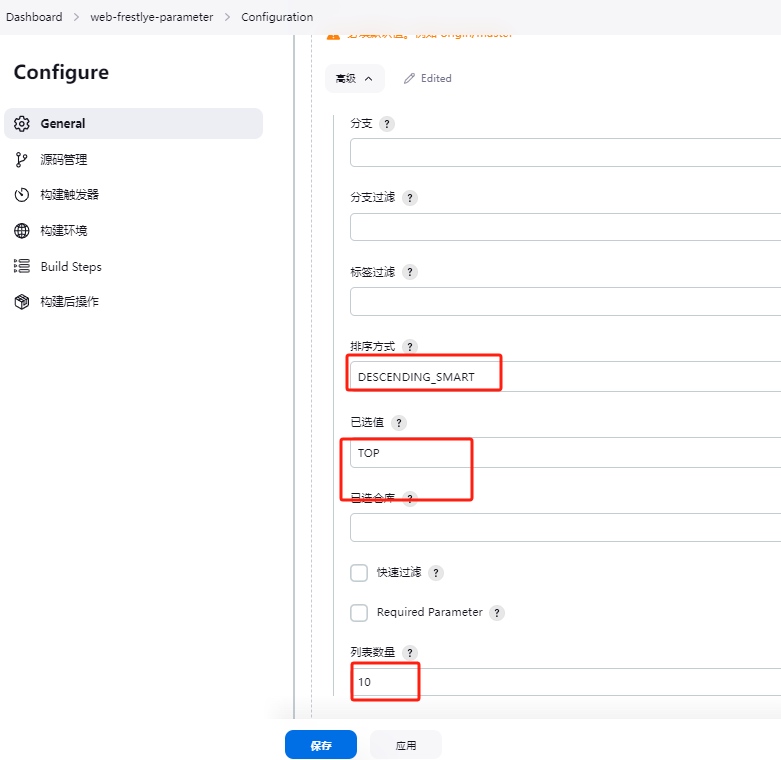 Dashboard > web-frestlye-parameter > Configuration
Configure
General
源码管理
构建触发器
构建环境
Build Steps
构建后操作
高级
Edited
分支 ?
分支过滤 ?
标签过滤 ?
排序方式 ?
DESCENDING_SMART
已选值 ?
TOP
已选仓库 ?
快速过滤 ?
Required Parameter ?
列表数量 ?
10
保存
应用